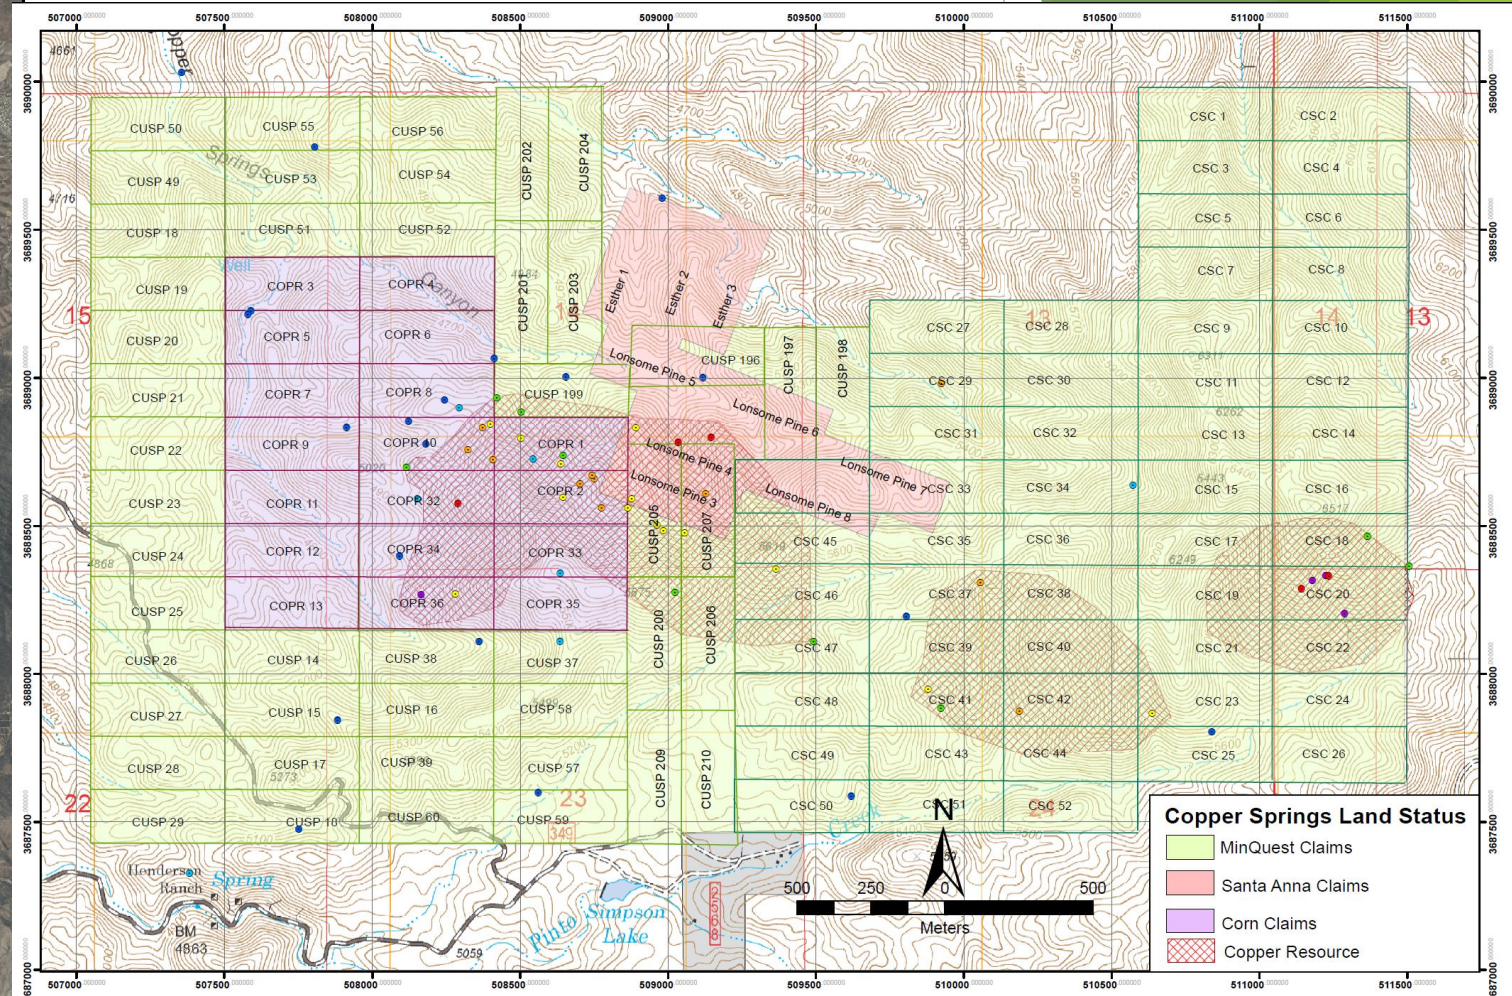 507000 507500 508000 508500 509000 509500 510000 510500 511000 511500
3690000
3689500
3689000
3688500
3688000
3687500
3687000
4661
4716
4868
Springs
Canyon
Well
CUSP 50 CUSP 55 CUSP 56
CUSP 49 CUSP 53 CUSP 54
CUSP 18 CUSP 51 CUSP 52
CUSP 202 CUSP 204
CUSP 201 CUSP 203
CUSP 19 COPR 3 COPR 4
CUSP 20 COPR 5 COPR 6
CUSP 21 COPR 7 COPR 8 CUSP 199
CUSP 22 COPR 9 COPR 10 COPR 1
CUSP 23 COPR 11 COPR 32 COPR 2
CUSP 24 COPR 12 COPR 34 COPR 33
CUSP 25 COPR 13 COPR 36 COPR 35
CUSP 26 CUSP 14 CUSP 38 CUSP 37
CUSP 27 CUSP 15 CUSP 16 CUSP 58
CUSP 28 CUSP 17 CUSP 39 CUSP 57
CUSP 29 CUSP 60 CUSP 59
Esther 1 Esther 2 Esther 3
CUSP 196 CUSP 197 CUSP 198
Lonsome Pine 5
Lonsome Pine 6
Lonsome Pine 4
Lonsome Pine 3
Lonsome Pine 7
Lonsome Pine 8
CUSP 205 CUSP 207
CUSP 200 CUSP 206
CUSP 209 CUSP 210
CSC 1 CSC 2
CSC 3 CSC 4
CSC 5 CSC 6
CSC 7 CSC 8
CSC 27 CSC 28 CSC 9 CSC 10
CSC 29 CSC 30 CSC 11 CSC 12
CSC 31 CSC 32 CSC 13 CSC 14
CSC 33 CSC 34 CSC 15 CSC 16
CSC 45 CSC 35 CSC 36 CSC 17 CSC 18
CSC 46 CSC 37 CSC 38 CSC 19 CSC 20
CSC 47 CSC 39 CSC 40 CSC 21 CSC 22
CSC 48 CSC 41 CSC 42 CSC 23 CSC 24
CSC 49 CSC 43 CSC 44 CSC 25 CSC 26
CSC 50 CSC 51 CSC 52
15 13 14 13
22 23 24
349
6262
6443
6517
6249
5273
Henderson
Ranch
Spring
BM
4863
5059
Pinto
Creek
Simpson
Lake
N
500 250 0 500
Meters
Copper Springs Land Status
MinQuest Claims
Santa Anna Claims
Corn Claims
Copper Resource